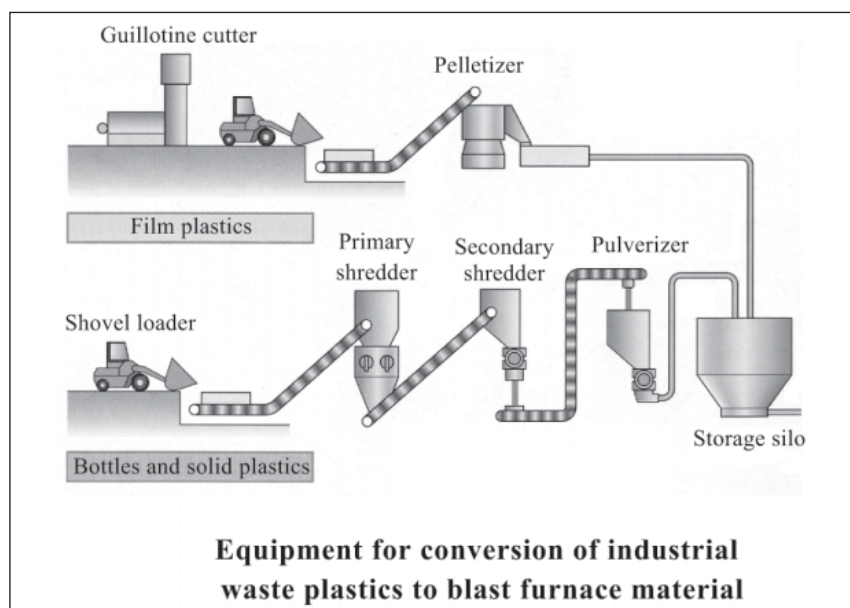 Guillotine cutter
Pelletizer
Film plastics
Primary
shredder
Secondary
shredder
Pulverizer
Shovel loader
Storage silo
Bottles and solid plastics
Equipment for conversion of industrial
waste plastics to blast furnace material